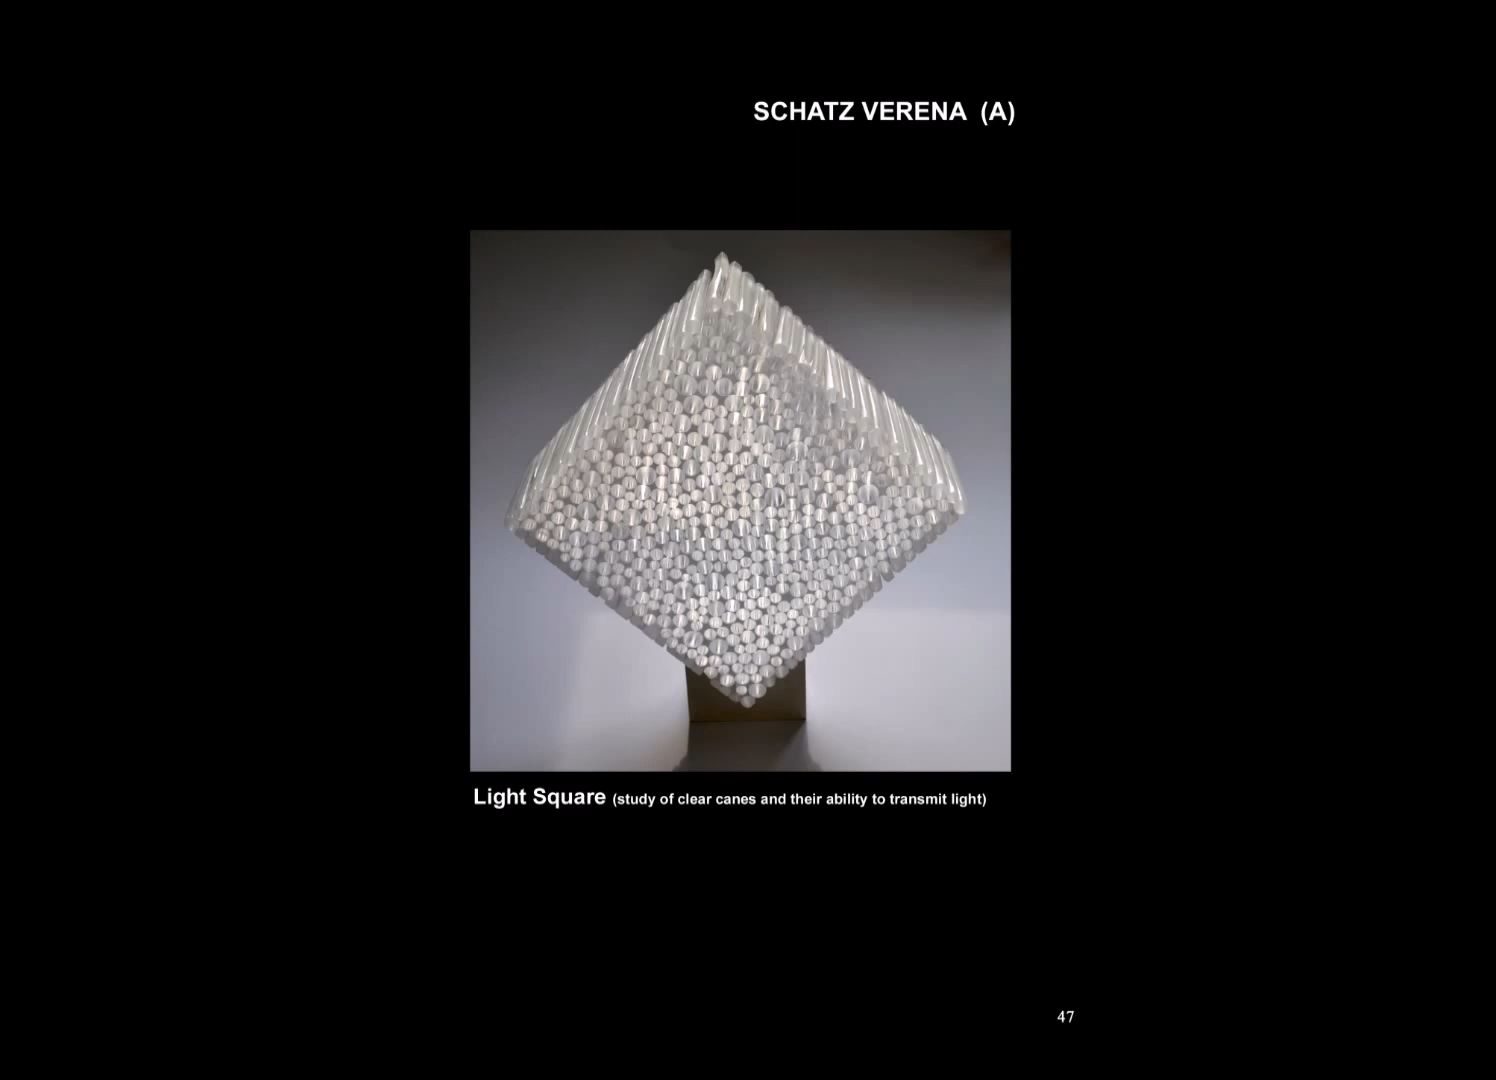 SCHATZ VERENA (A)
Light Square (study of clear canes and their ability to transmit light)
47